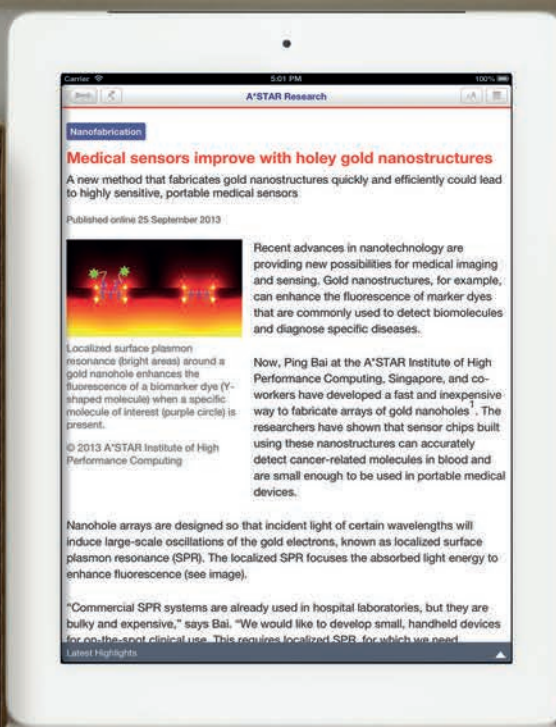 Carrier
5:01 PM
100%
Back
A*STAR Research
AA
Nanofabrication
Medical sensors improve with holey gold nanostructures
A new method that fabricates gold nanostructures quickly and efficiently could lead
to highly sensitive, portable medical sensors
Published online 25 September 2013
Localized surface plasmon
resonance (bright areas) around a
gold nanohole enhances the
fluorescence of a biomarker dye (Y-
shaped molecule) when a specific
molecule of interest (purple circle) is
present.
© 2013 A*STAR Institute of High
Performance Computing
Recent advances in nanotechnology are
providing new possibilities for medical imaging
and sensing. Gold nanostructures, for example,
can enhance the fluorescence of marker dyes
that are commonly used to detect biomolecules
and diagnose specific diseases.
Now, Ping Bai at the A*STAR Institute of High
Performance Computing, Singapore, and co-
workers have developed a fast and inexpensive
way to fabricate arrays of gold nanoholes1. The
researchers have shown that sensor chips built
using these nanostructures can accurately
detect cancer-related molecules in blood and
are small enough to be used in portable medical
devices.
Nanohole arrays are designed so that incident light of certain wavelengths will
induce large-scale oscillations of the gold electrons, known as localized surface
plasmon resonance (SPR). The localized SPR focuses the absorbed light energy to
enhance fluorescence (see image).
“Commercial SPR systems are already used in hospital laboratories, but they are
bulky and expensive,” says Bai. “We would like to develop small, handheld devices
for on-the-spot clinical use. This requires localized SPR, for which we need
Latest Highlights